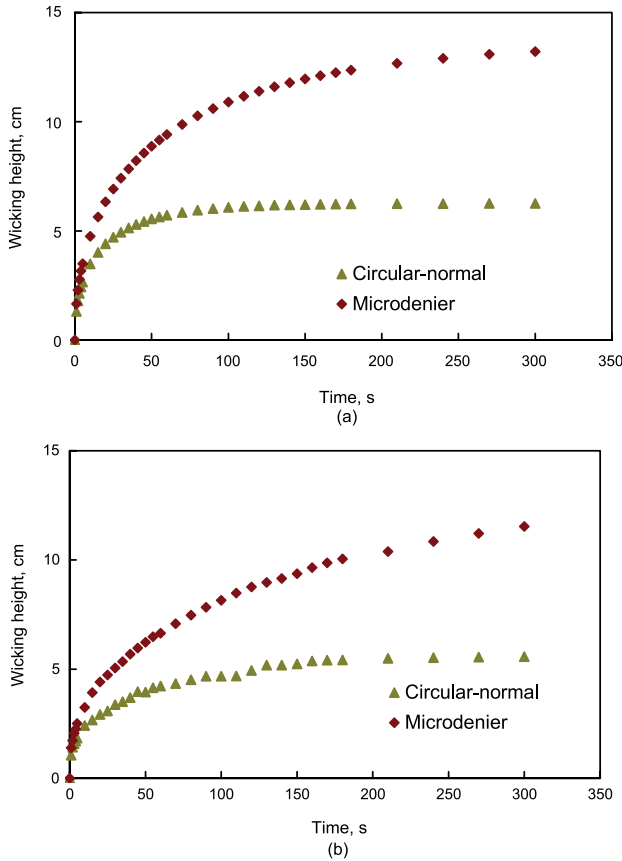 15
10
5
0
Wicking height, cm
Circular-normal
Microdenier
0 50 100 150 200 250 300 350
Time, s
(a)
15
10
5
0
Wicking height, cm
Circular-normal
Microdenier
0 50 100 150 200 250 300 350
Time, s
(b)